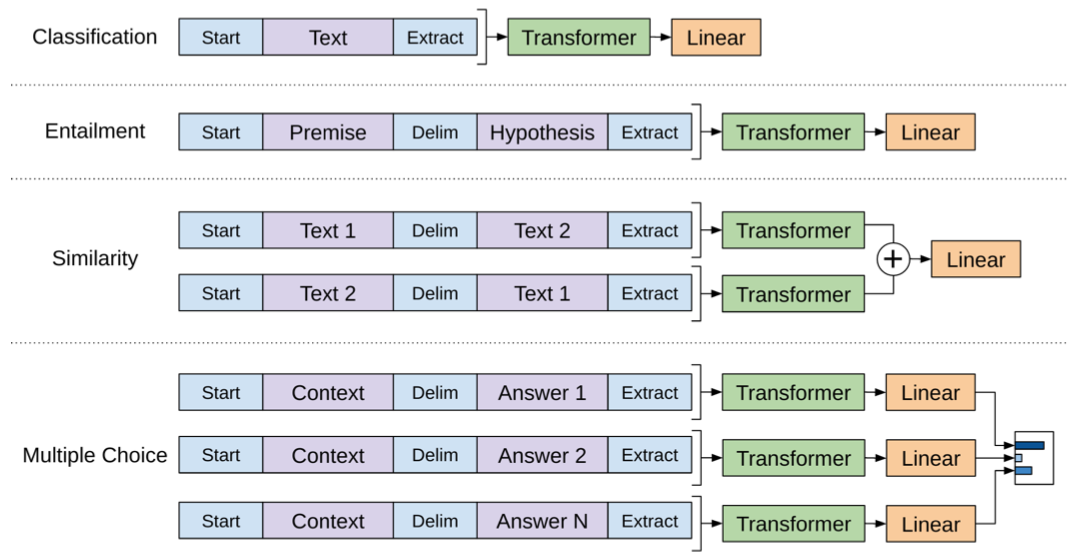 Classification Start Text Extract Transformer Linear
Entailment Start Premise Delim Hypothesis Extract Transformer Linear
Start Text 1 Delim Text 2 Extract Transformer
Similarity + Linear
Start Text 2 Delim Text 1 Extract Transformer
Start Context Delim Answer 1 Extract Transformer Linear
Multiple Choice Start Context Delim Answer 2 Extract Transformer Linear
Start Context Delim Answer N Extract Transformer Linear